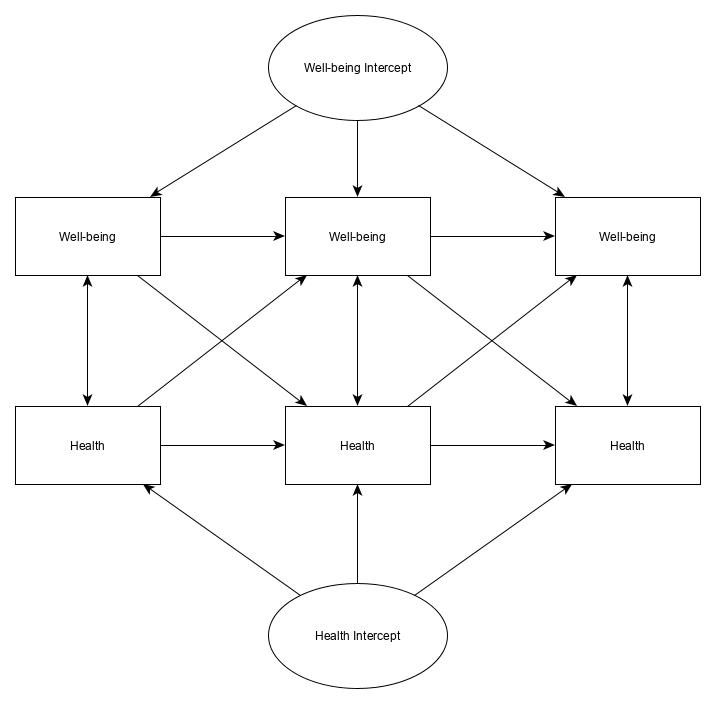 Well-being Intercept
Well-being
Well-being
Well-being
Health
Health
Health
Health Intercept